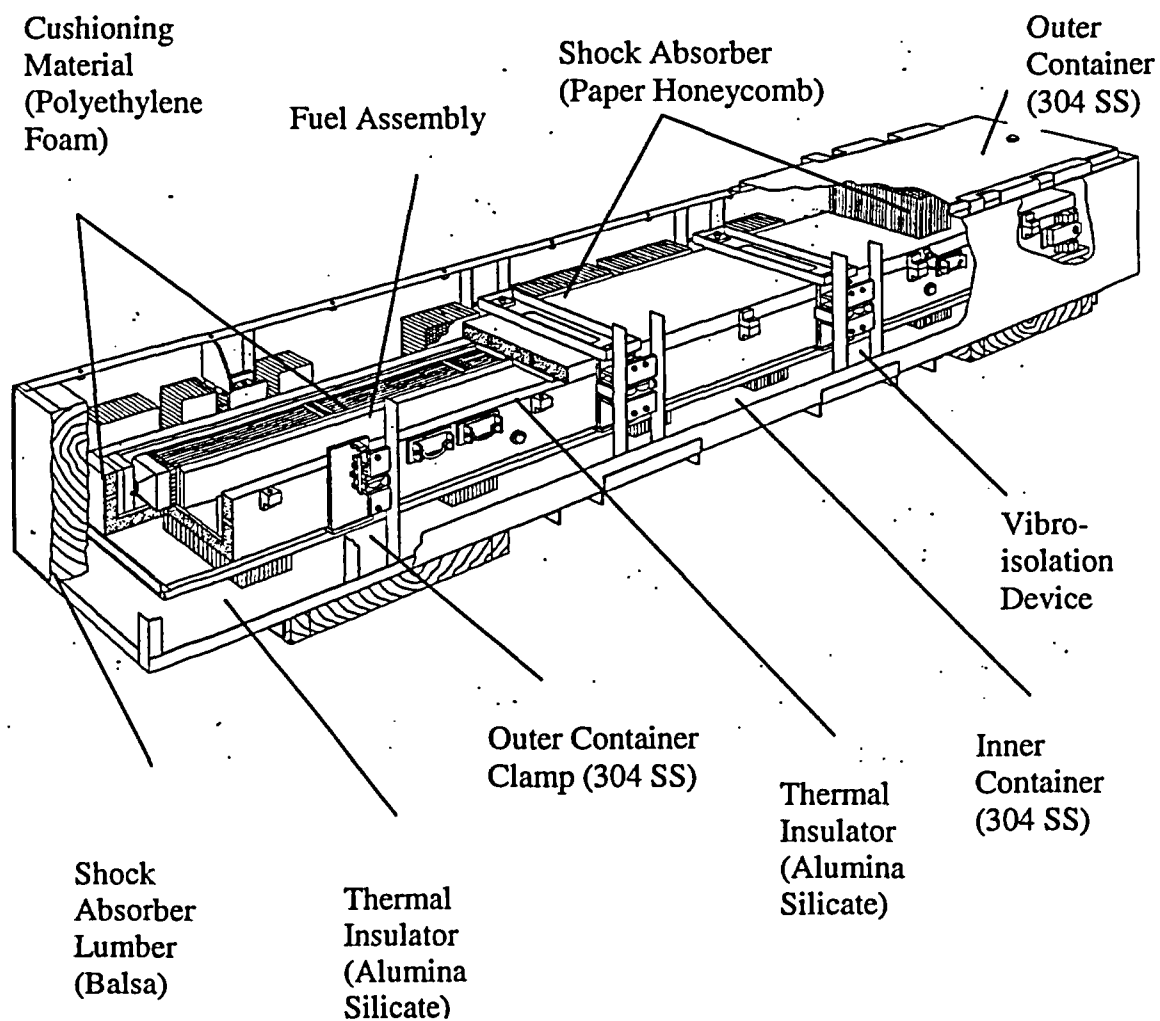 Cushioning
Material
(Polyethylene
Foam)
Fuel Assembly
Shock Absorber
(Paper Honeycomb)
Outer
Container
(304 SS)
Vibro-
isolation
Device
Inner
Container
(304 SS)
Thermal
Insulator
(Alumina
Silicate)
Outer Container
Clamp (304 SS)
Thermal
Insulator
(Alumina
Silicate)
Shock
Absorber
Lumber
(Balsa)